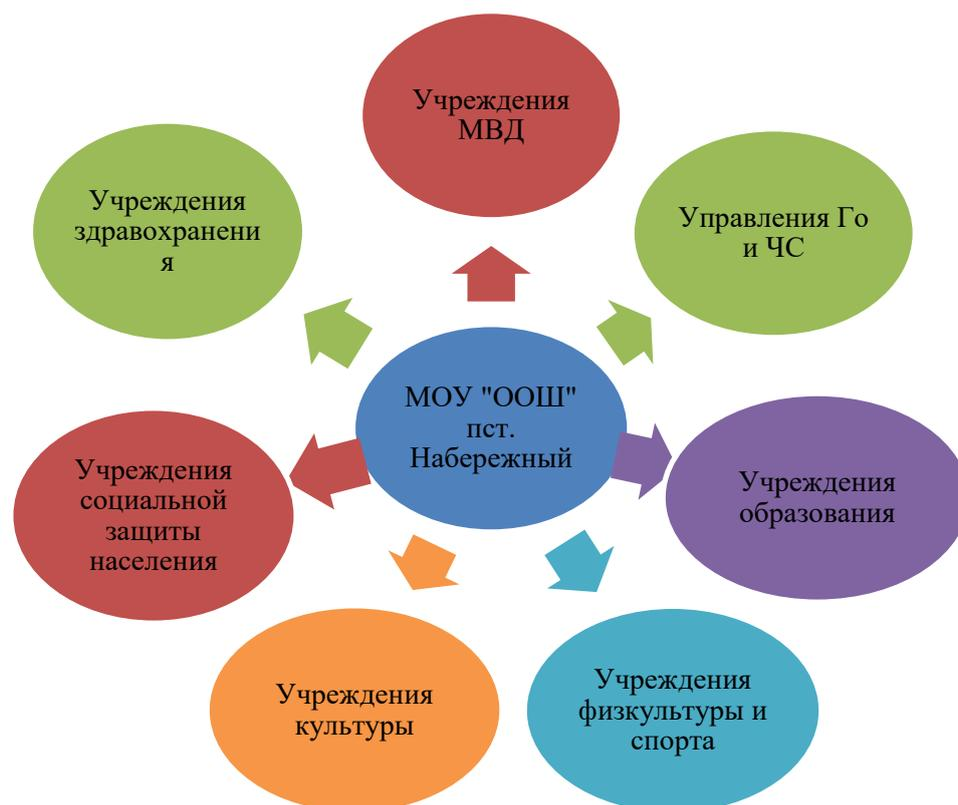 Учреждения
МВД
Учреждения
здравохранени
я
Управления Го
и ЧС
МОУ "ООШ"
пст.
Набережный
Учреждения
социальной
защиты
населения
Учреждения
образования
Учреждения
культуры
Учреждения
физкультуры и
спорта